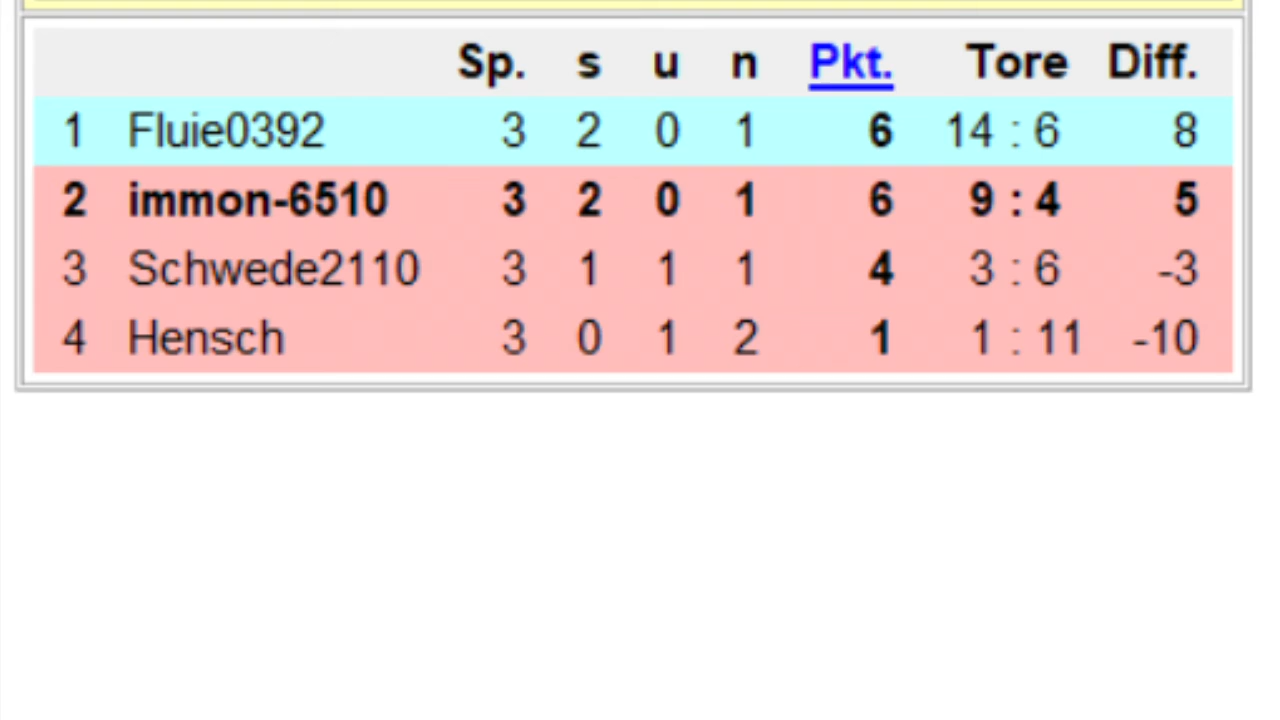 Sp. s u n Pkt. Tore Diff.
1 Fluie0392 3 2 0 1 6 14 : 6 8
2 immon-6510 3 2 0 1 6 9 : 4 5
3 Schwede2110 3 1 1 1 4 3 : 6 -3
4 Hensch 3 0 1 2 1 1 : 11 -10